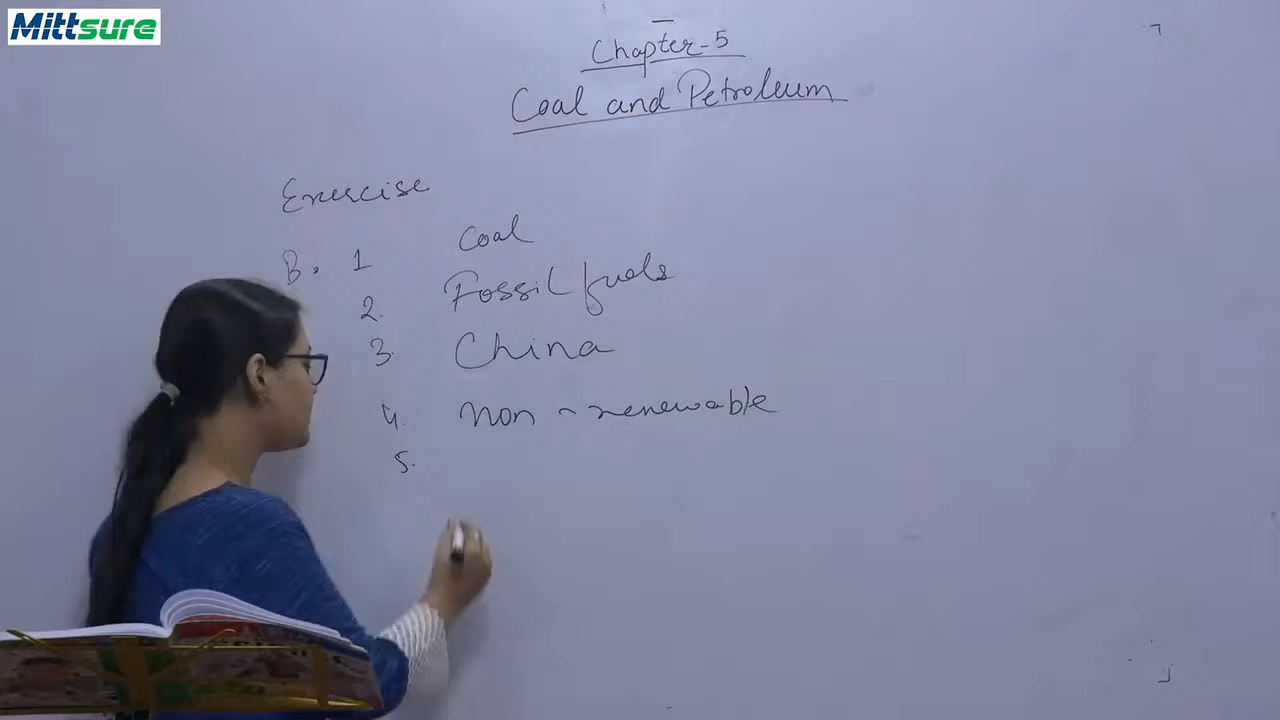 Mittsure
Chapter-5
Coal and Petroleum
Exercise
B. 1 Coal
2. Fossil fuels
3. China
4. Non - renewable
5.